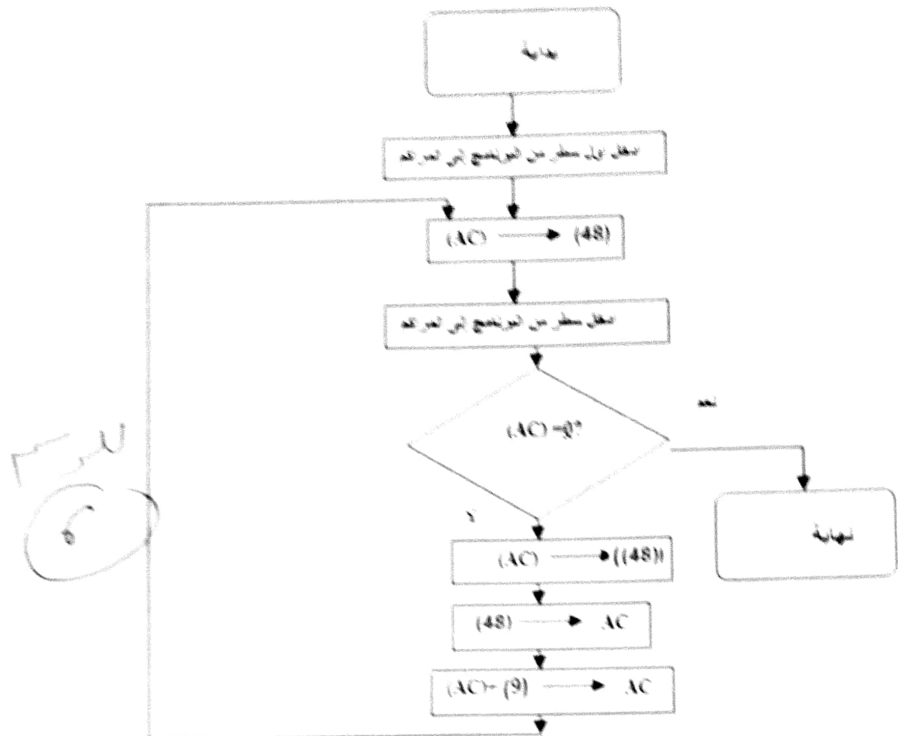 بداية
أدخل أول سطر من البرنامج إلى المركم
(AC) → (48)
أدخل سطر من البرنامج إلى المركم
(AC) =0?
نعم
لا
نهاية
(AC) → ((48))
(48) → AC
(AC)- (9) → AC